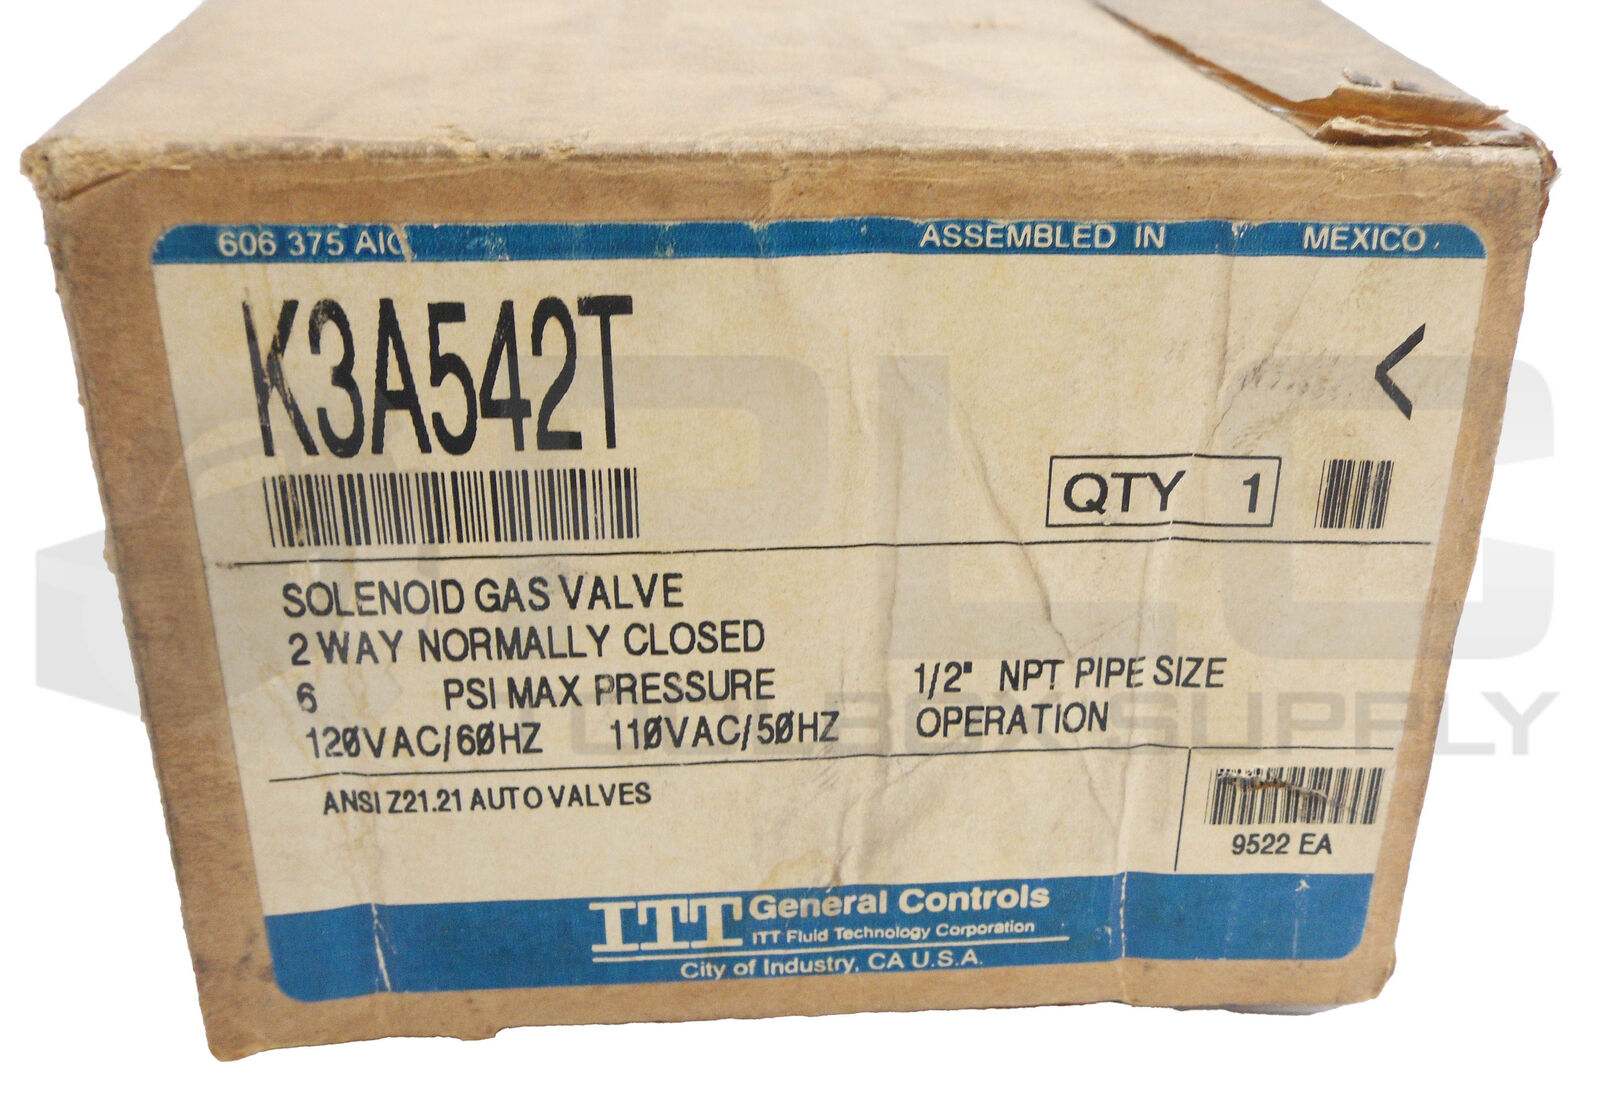 606 375 AIC ASSEMBLED IN MEXICO
K3A542T <
QTY 1
SOLENOID GAS VALVE
2 WAY NORMALLY CLOSED
6 PSI MAX PRESSURE 1/2" NPT PIPE SIZE
120VAC/60HZ 110VAC/50HZ OPERATION
ANSI Z21.21 AUTO VALVES
9522 EA
ITT General Controls
ITT Fluid Technology Corporation
City of Industry, CA U.S.A.
PLC
SUPPLY